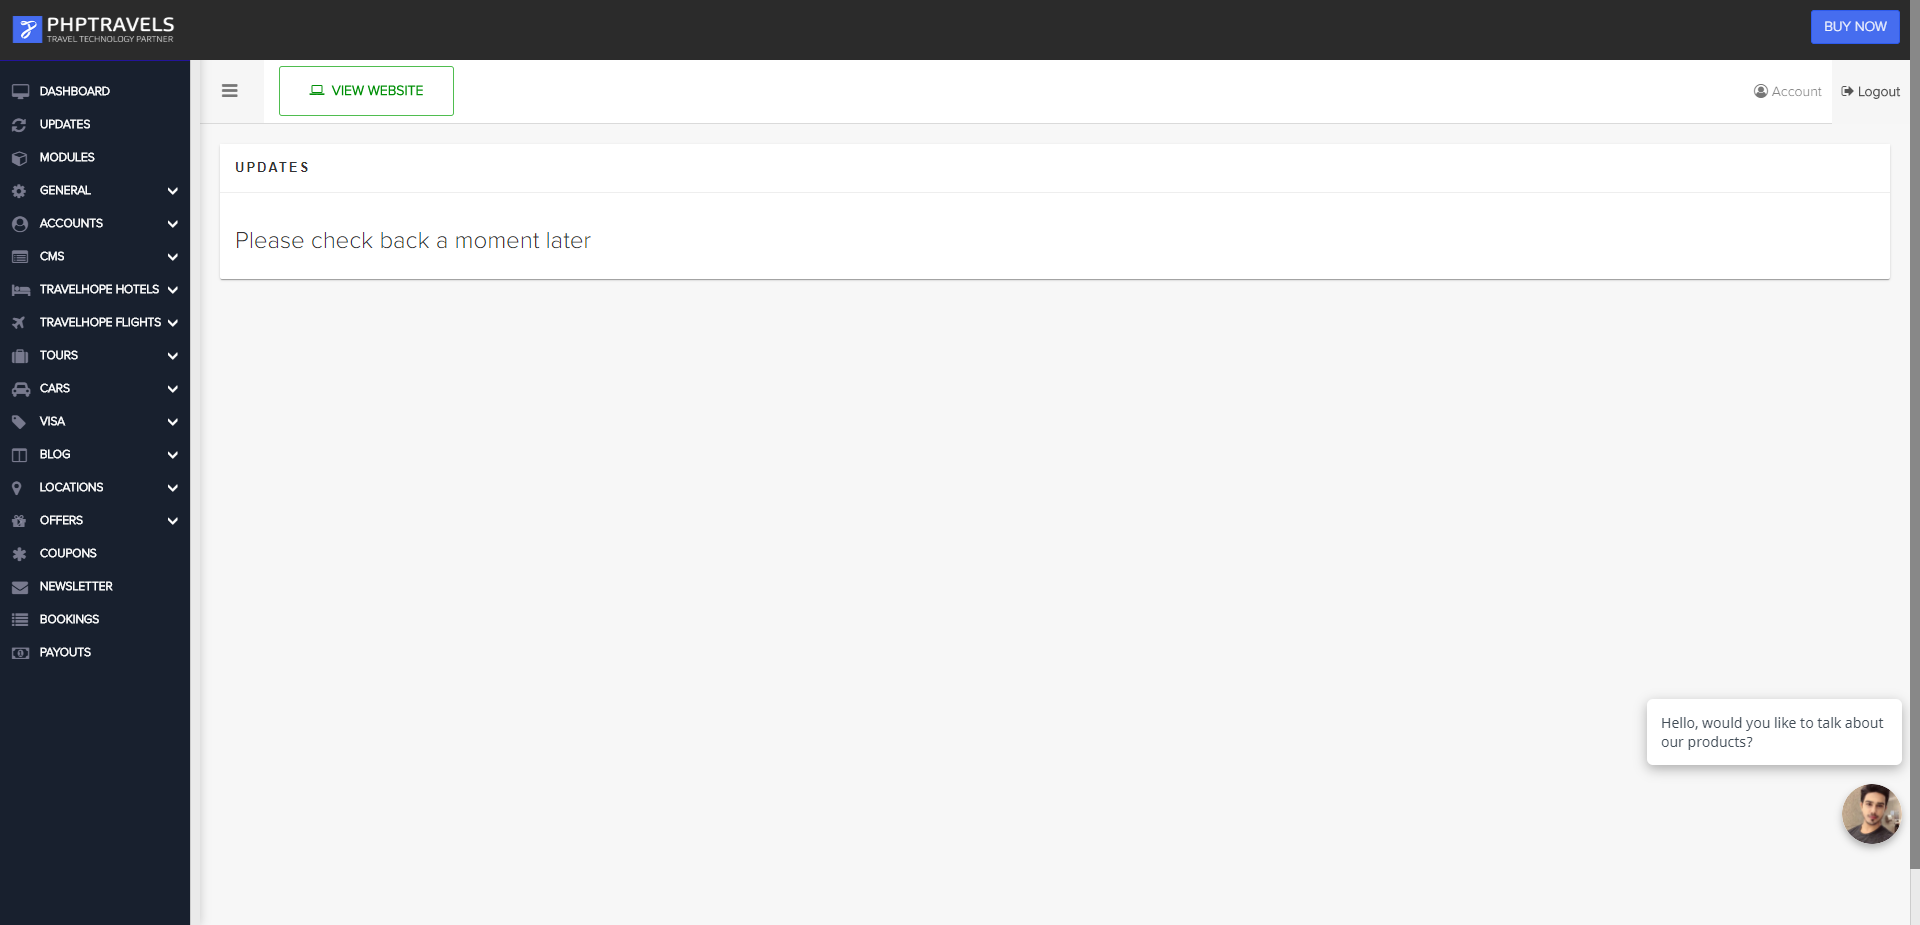 PHPTRAVELS
TRAVEL TECHNOLOGY PARTNER
BUY NOW
DASHBOARD
UPDATES
MODULES
GENERAL
ACCOUNTS
CMS
TRAVELHOPE HOTELS
TRAVELHOPE FLIGHTS
TOURS
CARS
VISA
BLOG
LOCATIONS
OFFERS
COUPONS
NEWSLETTER
BOOKINGS
PAYOUTS
VIEW WEBSITE
Account
Logout
UPDATES
Please check back a moment later
Hello, would you like to talk about
our products?